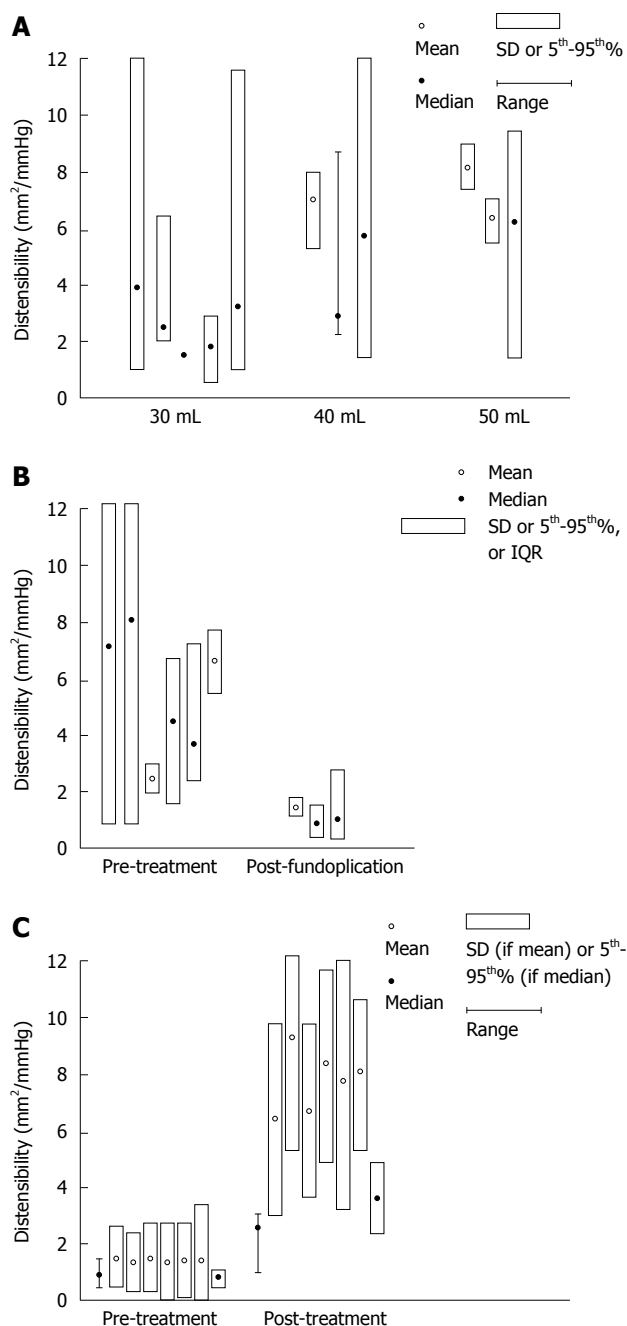 A
Mean
SD or 5th-95th%
Median
Range
Distensibility (mm2/mmHg)
12
10
8
6
4
2
0
30 mL
40 mL
50 mL
B
Mean
Median
SD or 5th-95th%,
or IQR
Distensibility (mm2/mmHg)
12
10
8
6
4
2
0
Pre-treatment
Post-fundoplication
C
Mean
SD (if mean) or 5th-
95th% (if median)
Median
Range
Distensibility (mm2/mmHg)
12
10
8
6
4
2
0
Pre-treatment
Post-treatment